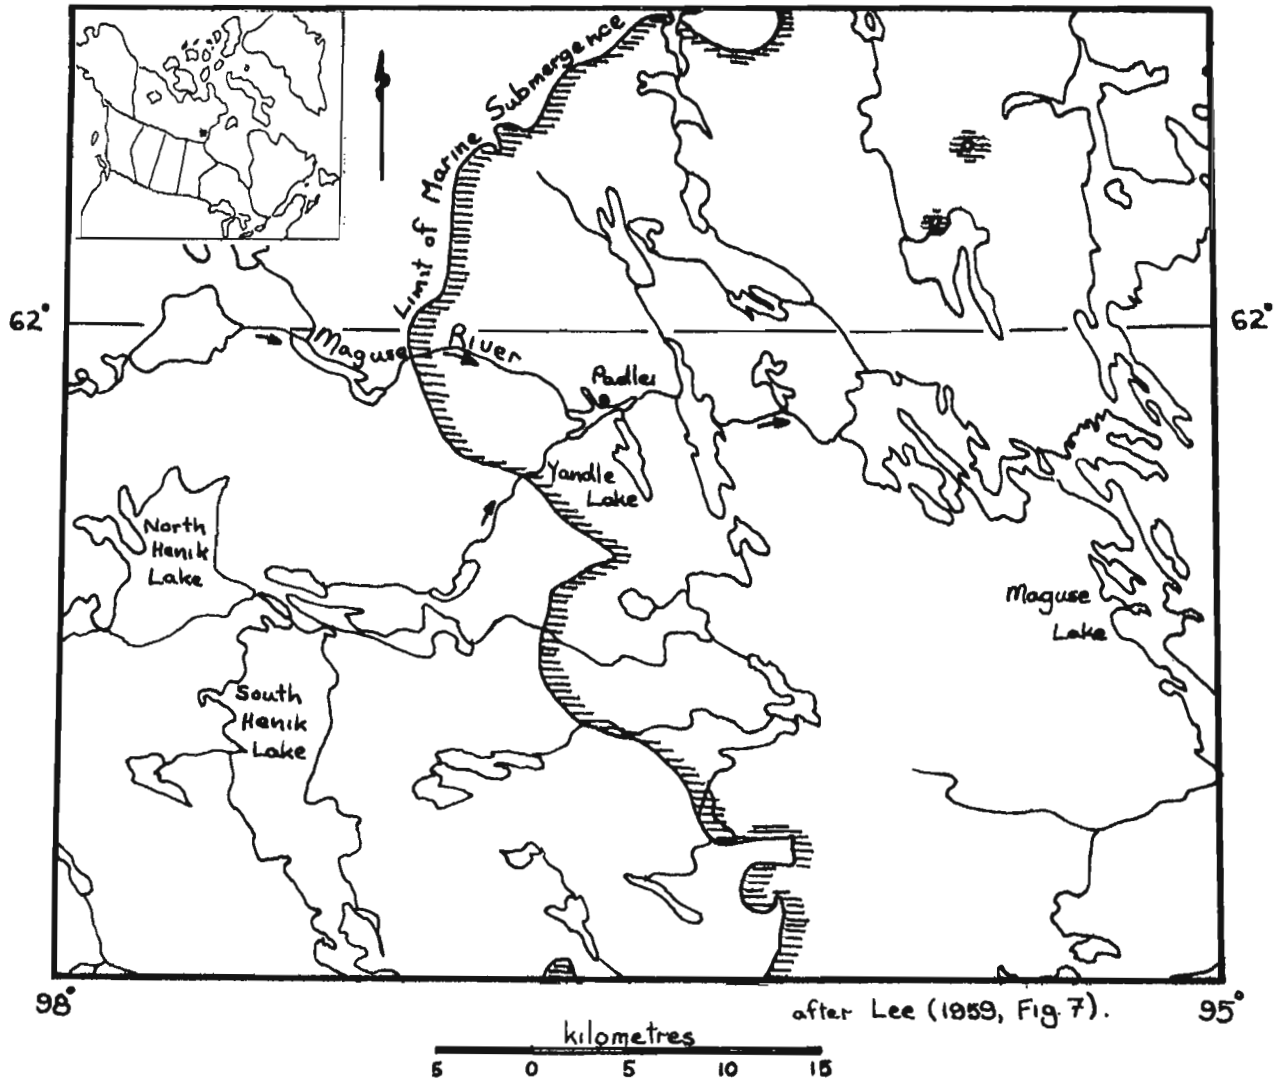 Limit of Marine Submergence
62° 62°
Maguse River
Padlei
Yandle
Lake
North
Henik
Lake
Maguse
Lake
South
Henik
Lake
98° 95°
after Lee (1959, Fig. 7).
kilometres
5 0 5 10 15